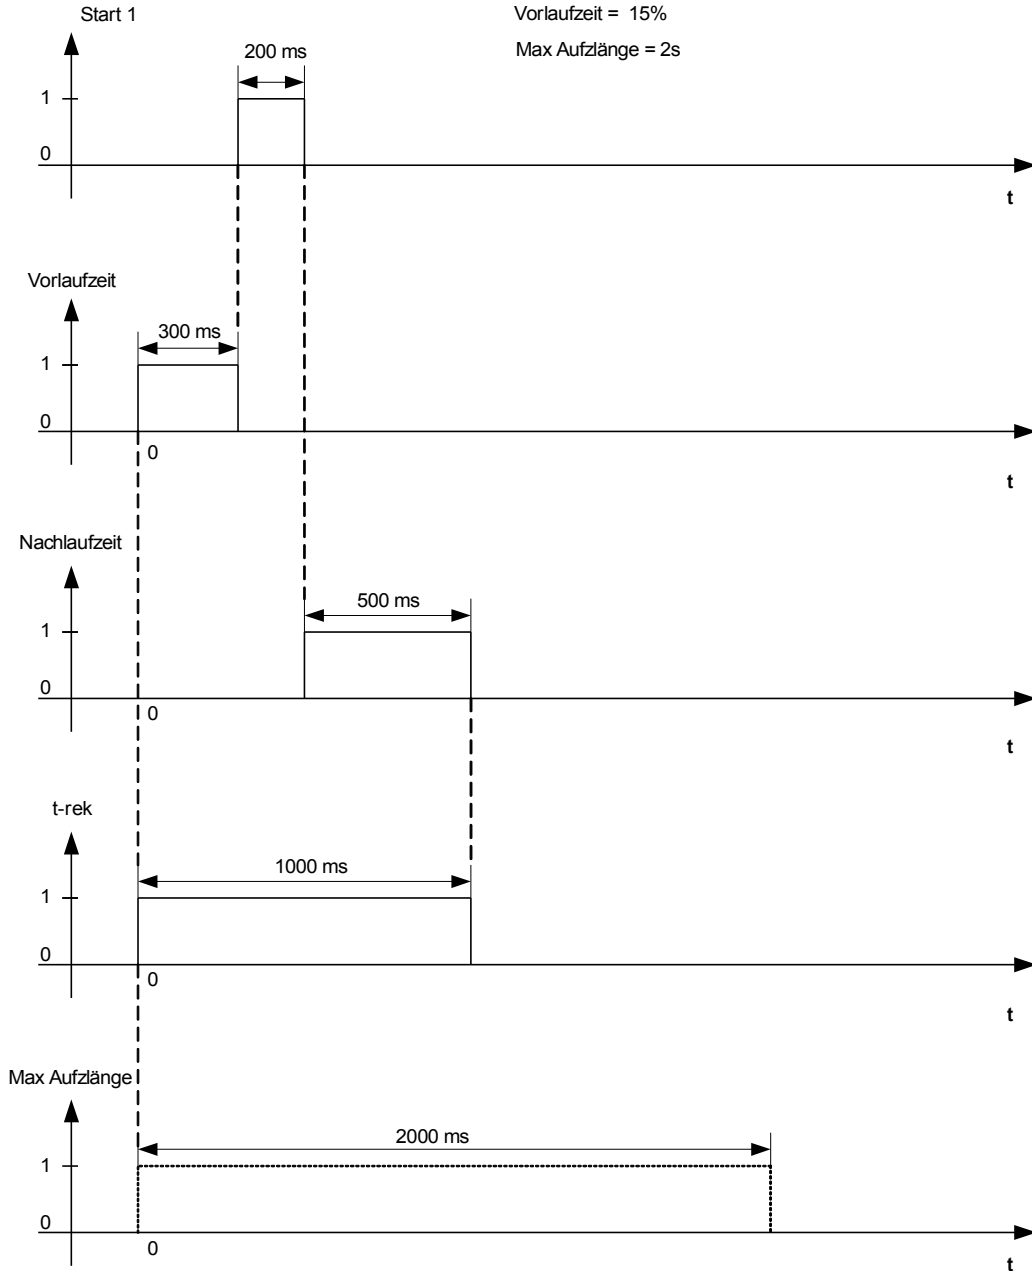 Start 1
Vorlaufzeit = 15%
Max Aufzlänge = 2s
200 ms
1
0
t
Vorlaufzeit
300 ms
1
0
0
t
Nachlaufzeit
500 ms
1
0
0
t
t-rek
1000 ms
1
0
0
t
Max Aufzlänge
2000 ms
1
0
0
t